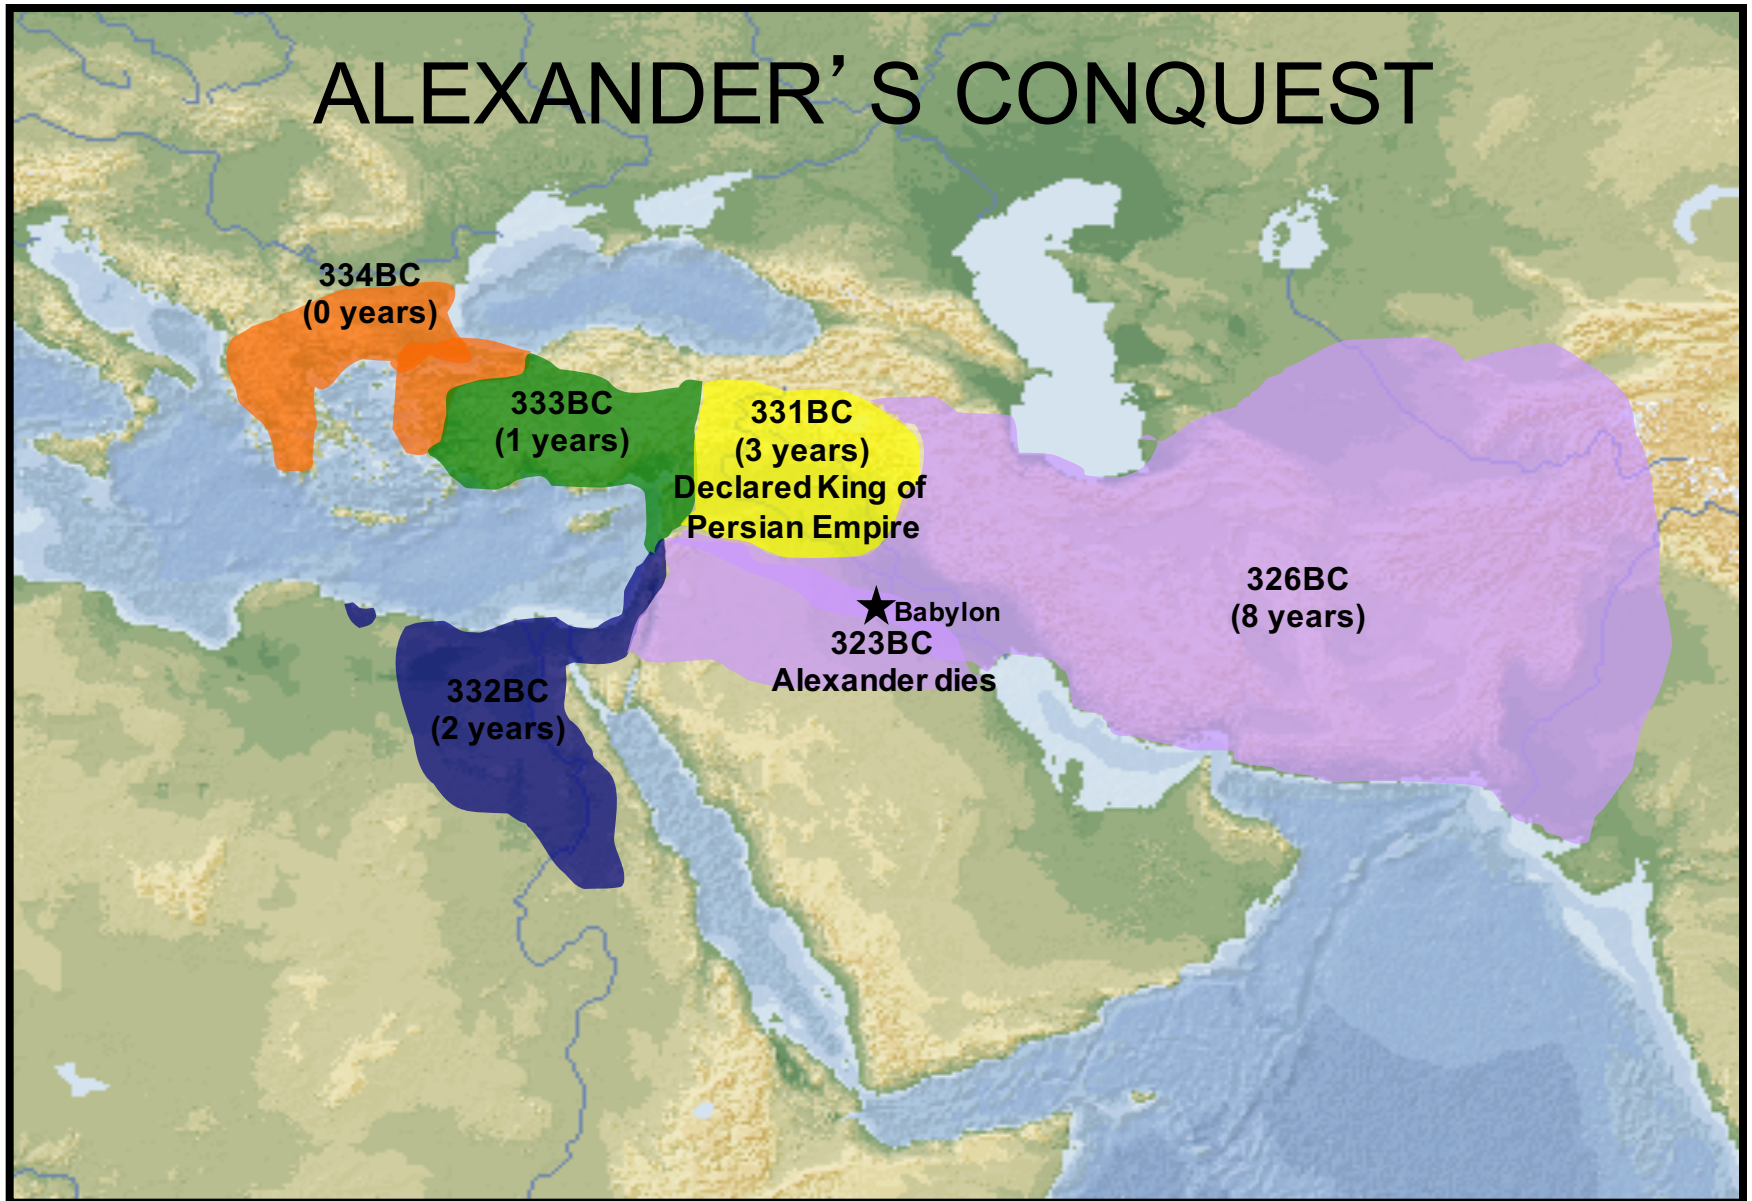 ALEXANDER’S CONQUEST
334BC
(0 years)
333BC
(1 years)
331BC
(3 years)
Declared King of
Persian Empire
326BC
(8 years)
Babylon
323BC
Alexander dies
332BC
(2 years)